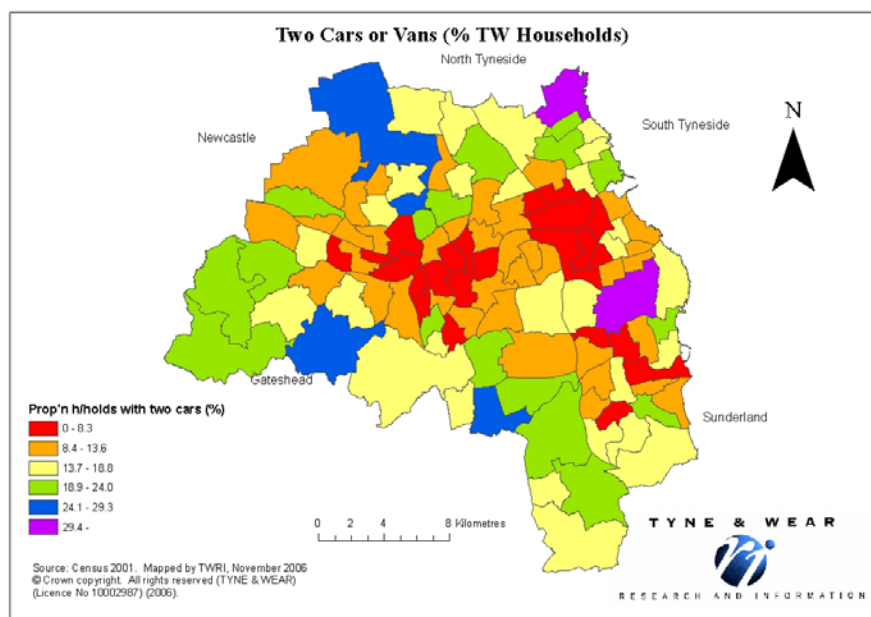 Two Cars or Vans (% TW Households)
North Tyneside
South Tyneside
Newcastle
N
Gateshead
Sunderland
Prop'n h/holds with two cars (%)
0 - 8.3
8.4 - 13.6
13.7 - 18.8
18.9 - 24.0
24.1 - 29.3
29.4 -
0 2 4 8 Kilometres
Source: Census 2001. Mapped by TWRI, November 2006
© Crown copyright. All rights reserved (TYNE & WEAR)
(Licence No 10002987) (2006).
TYNE & WEAR
ri
RESEARCH AND INFORMATION